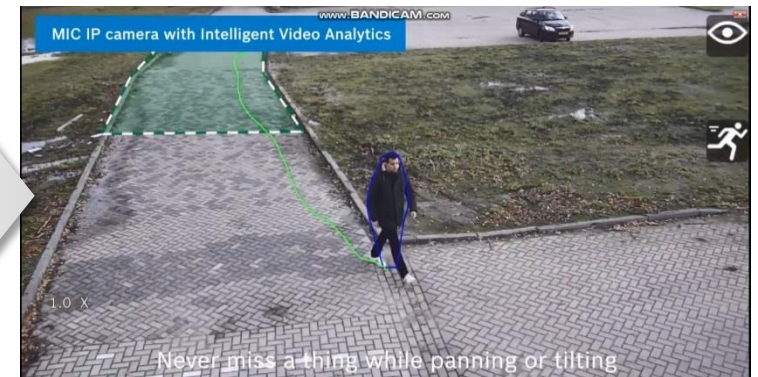 www.BANDICAM.COM
MIC IP camera with Intelligent Video Analytics
1.0 X
Never miss a thing while panning or tilting